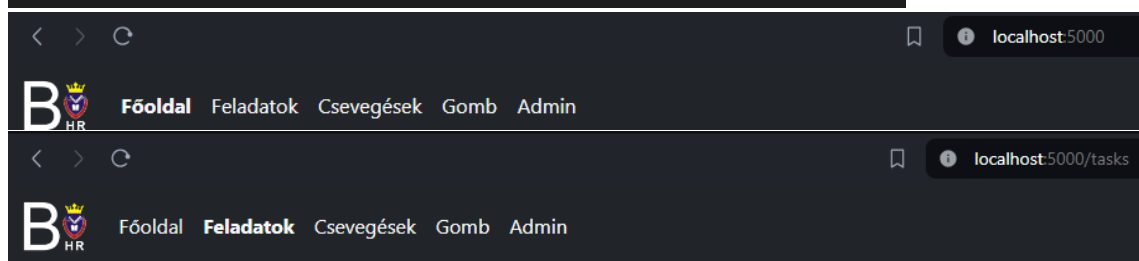 localhost:5000
B HR Főoldal Feladatok Csevegések Gomb Admin
localhost:5000/tasks
B HR Főoldal Feladatok Csevegések Gomb Admin